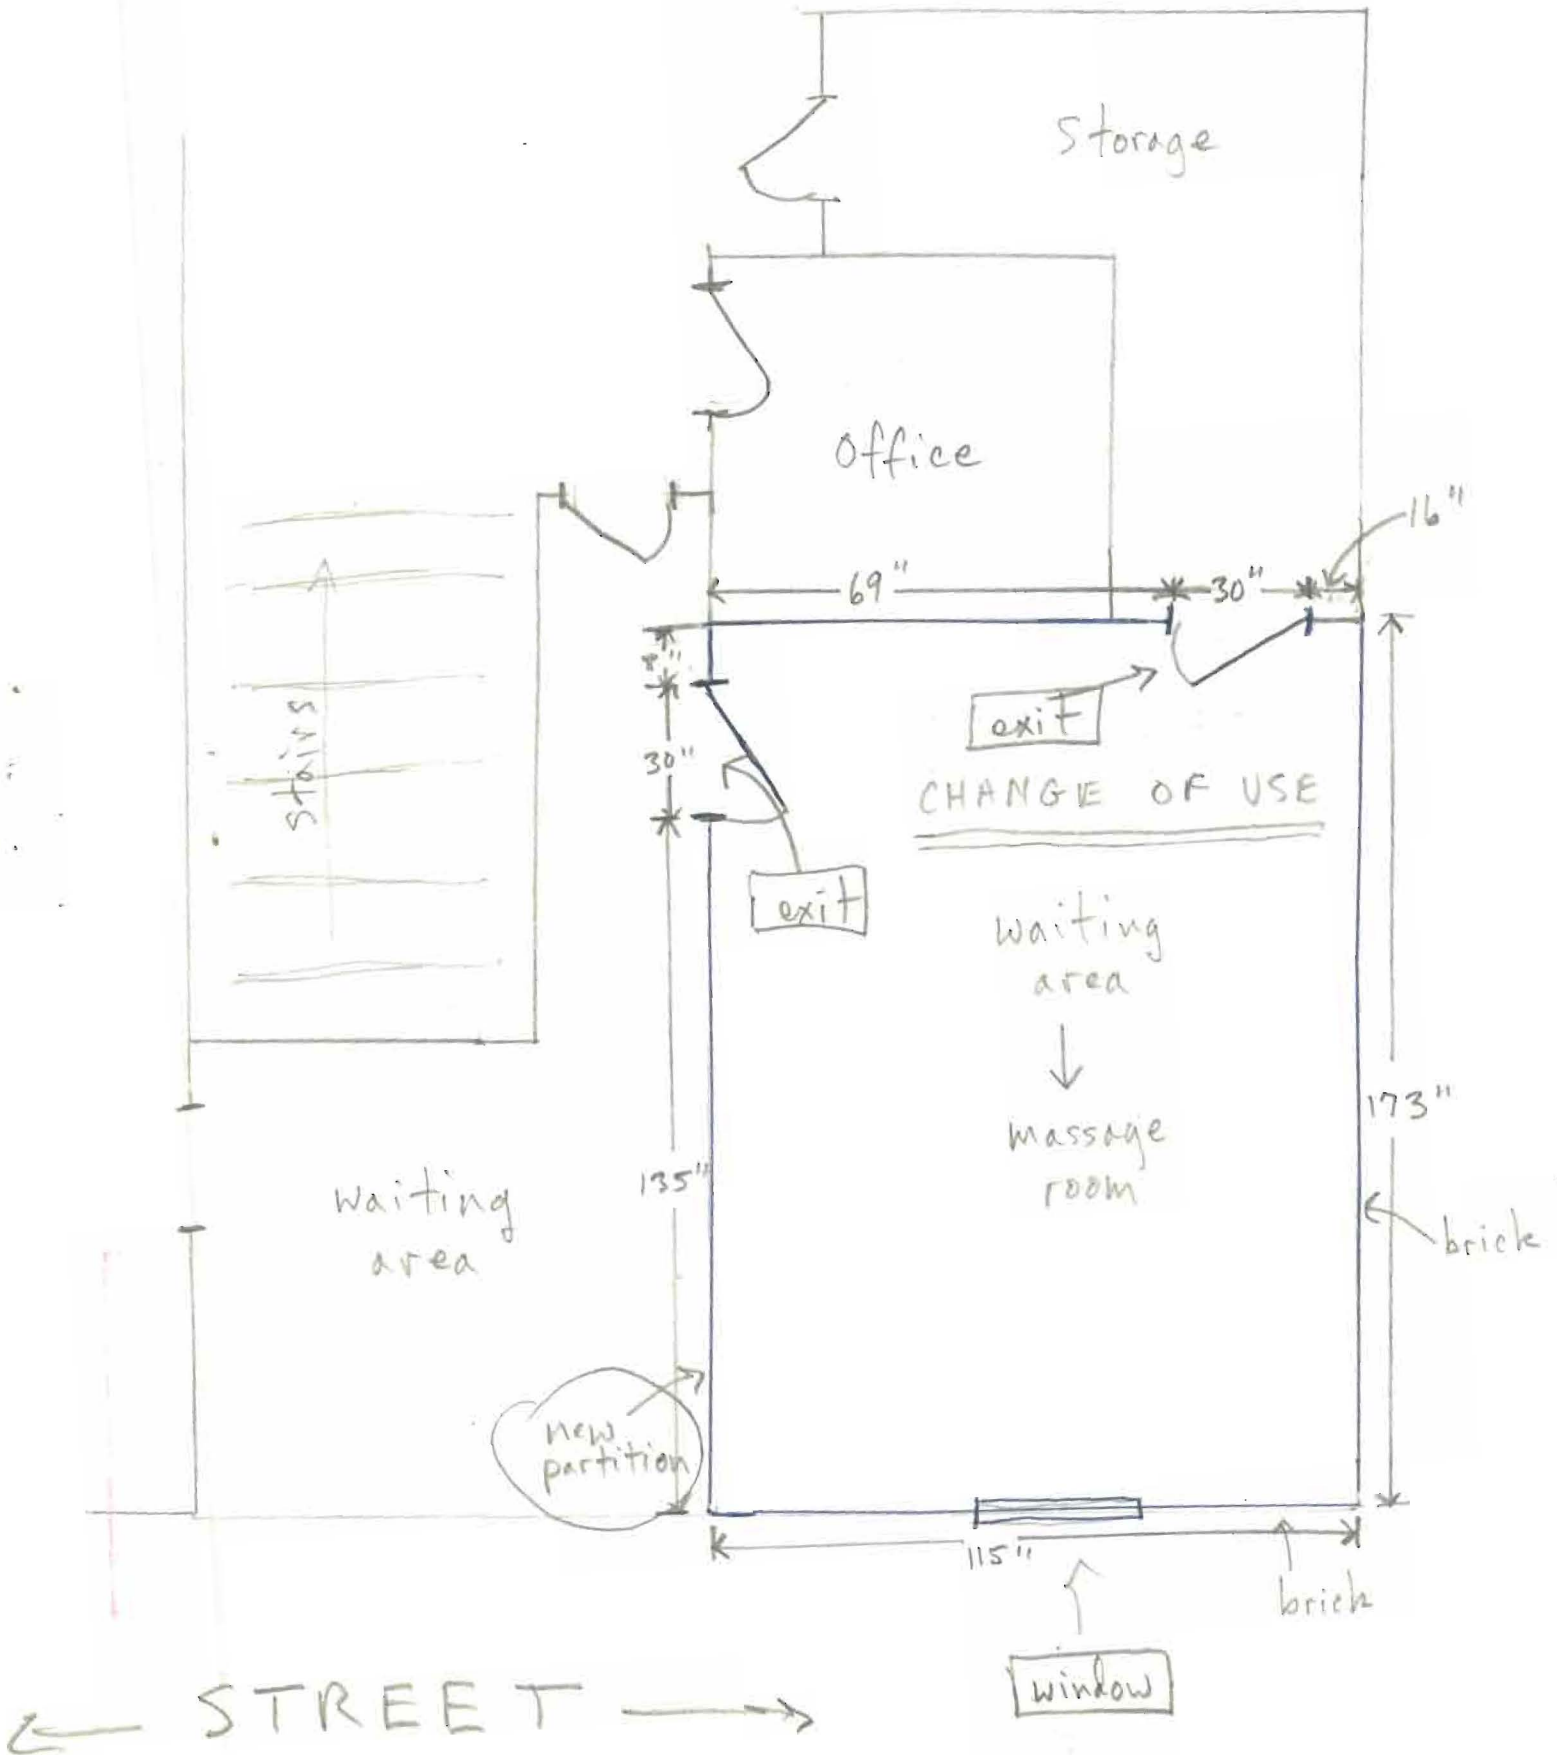 Storage
Office
16"
69"
30"
8"
exit
30"
CHANGE OF USE
Stairs
exit
waiting
area
massage
room
173"
135"
waiting
area
brick
new
partition
115"
brick
window
STREET